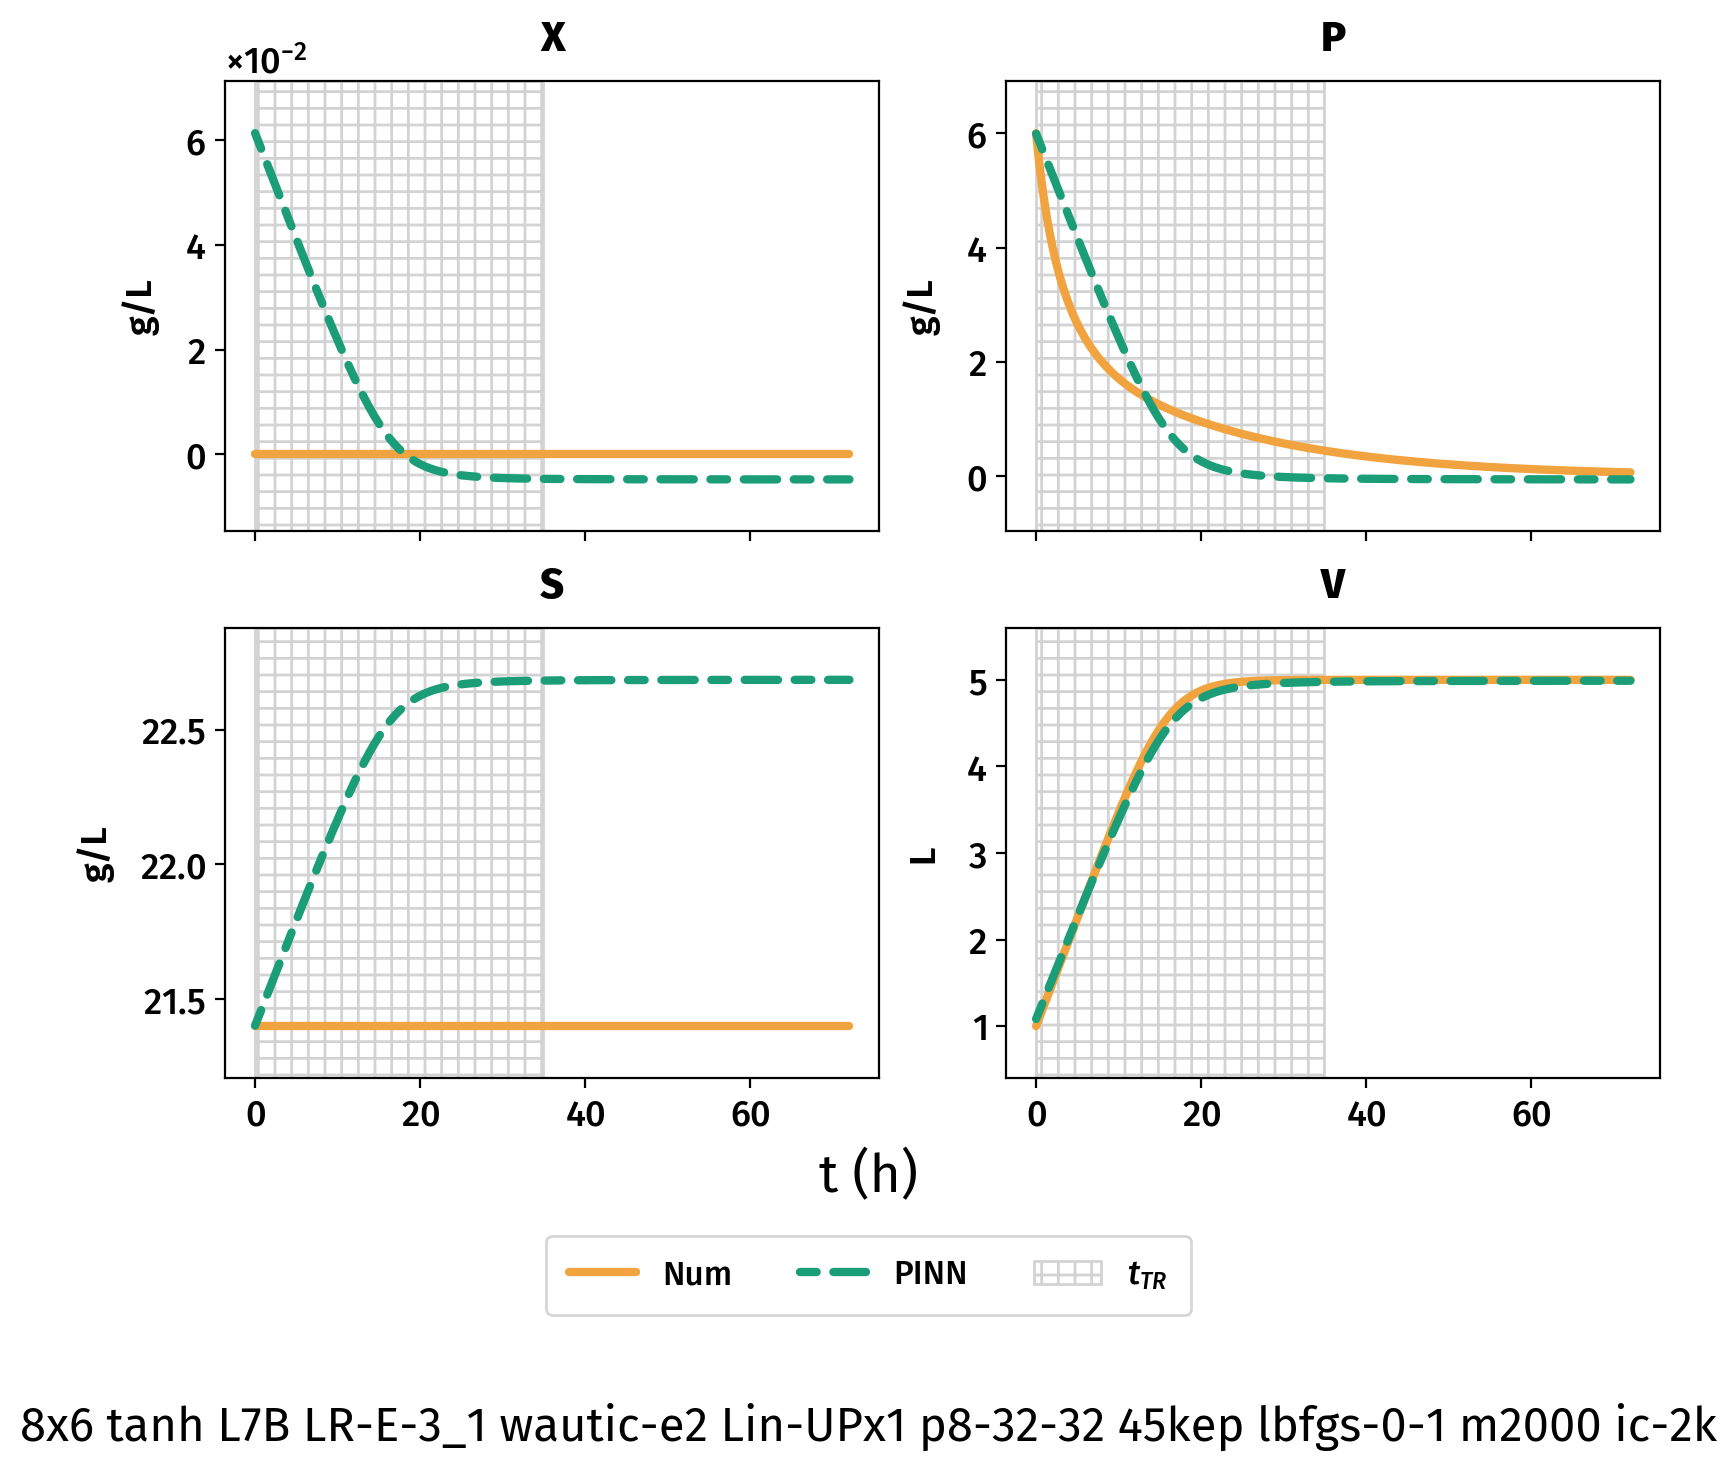 X
P
×10⁻²
6
4
2
0
g/L
6
4
2
0
g/L
S
V
22.5
22.0
21.5
g/L
5
4
3
2
1
L
0 20 40 60
0 20 40 60
t (h)
Num PINN t_TR
8x6 tanh L7B LR-E-3_1 wautic-e2 Lin-UPx1 p8-32-32 45kep lbfgs-0-1 m2000 ic-2k